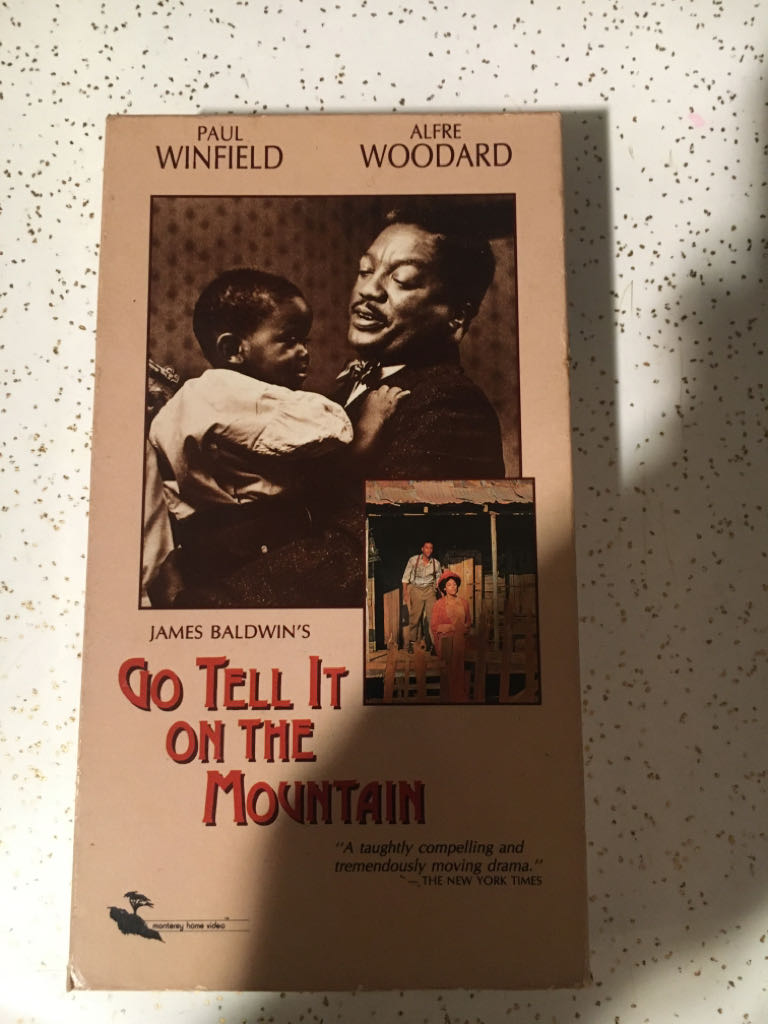 PAUL
WINFIELD
ALFRE
WOODARD
JAMES BALDWIN'S
GO TELL IT
ON THE
MOUNTAIN
"A taughtly compelling and
tremendously moving drama."
— THE NEW YORK TIMES
monterey home video™